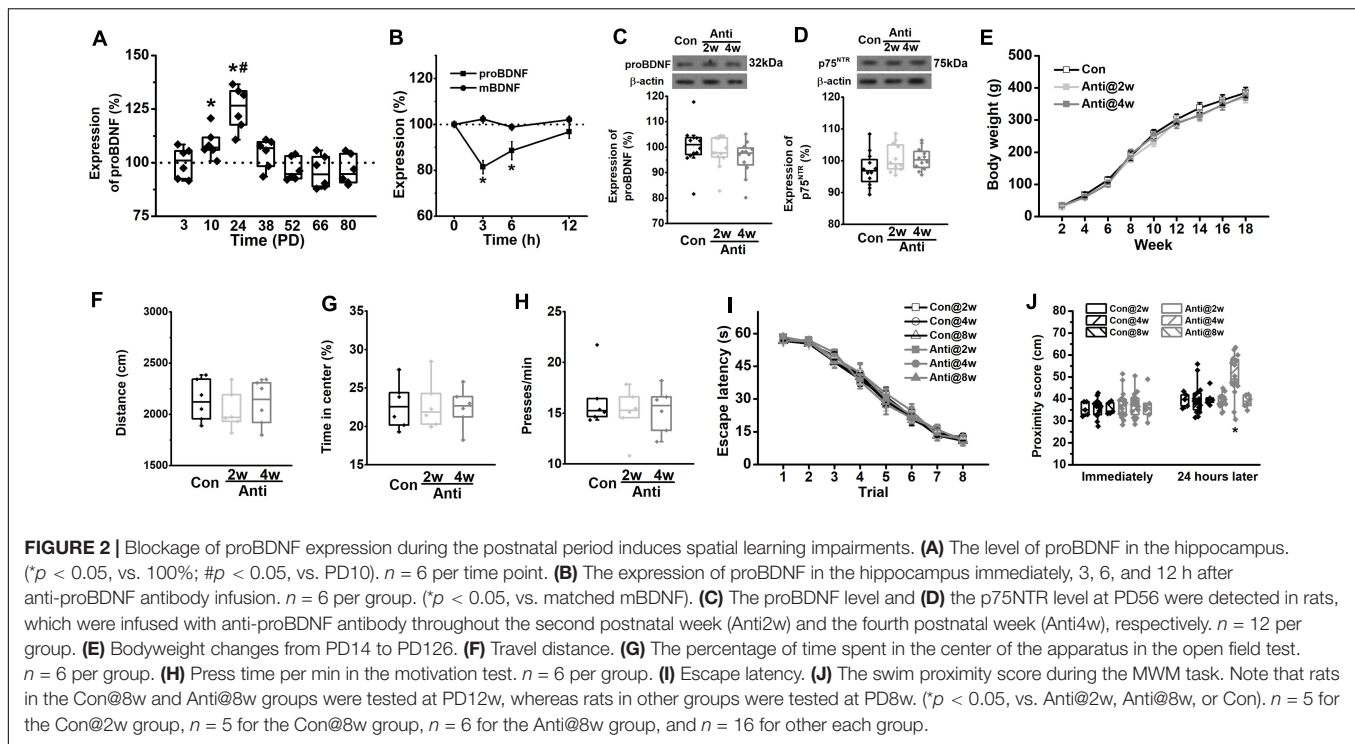 A
Expression
of proBDNF (%)
150
125
100
75
*
*#
3 10 24 38 52 66 80
Time (PD)
B
Expression (%)
120
100
80
60
proBDNF
mBDNF
*
*
0 3 6 12
Time (h)
C
Anti
Con 2w 4w
proBDNF 32kDa
β-actin
Expression of
proBDNF (%)
120
110
100
90
80
70
Con 2w 4w
Anti
D
Anti
Con 2w 4w
p75NTR 75kDa
β-actin
Expression of
p75NTR (%)
120
110
100
90
80
Con 2w 4w
Anti
E
Body weight (g)
500
400
300
200
100
0
Con
Anti@2w
Anti@4w
2 4 6 8 10 12 14 16 18
Week
F
Distance (cm)
3000
2500
2000
1500
Con 2w 4w
Anti
G
Time in center (%)
35
30
25
20
15
Con 2w 4w
Anti
H
Presses/min
25
20
15
10
Con 2w 4w
Anti
I
Escape latency (s)
75
60
45
30
15
0
Con@2w
Con@4w
Con@8w
Anti@2w
Anti@4w
Anti@8w
1 2 3 4 5 6 7 8
Trial
J
Proximity score (cm)
80
70
60
50
40
30
20
10
Con@2w Anti@2w
Con@4w Anti@4w
Con@8w Anti@8w
*
Immediately 24 hours later
FIGURE 2 | Blockage of proBDNF expression during the postnatal period induces spatial learning impairments. (A) The level of proBDNF in the hippocampus.
(*p < 0.05, vs. 100%; #p < 0.05, vs. PD10). n = 6 per time point. (B) The expression of proBDNF in the hippocampus immediately, 3, 6, and 12 h after
anti-proBDNF antibody infusion. n = 6 per group. (*p < 0.05, vs. matched mBDNF). (C) The proBDNF level and (D) the p75NTR level at PD56 were detected in rats,
which were infused with anti-proBDNF antibody throughout the second postnatal week (Anti2w) and the fourth postnatal week (Anti4w), respectively. n = 12 per
group. (E) Bodyweight changes from PD14 to PD126. (F) Travel distance. (G) The percentage of time spent in the center of the apparatus in the open field test.
n = 6 per group. (H) Press time per min in the motivation test. n = 6 per group. (I) Escape latency. (J) The swim proximity score during the MWM task. Note that rats
in the Con@8w and Anti@8w groups were tested at PD12w, whereas rats in other groups were tested at PD8w. (*p < 0.05, vs. Anti@2w, Anti@8w, or Con). n = 5 for
the Con@2w group, n = 5 for the Con@8w group, n = 6 for the Anti@8w group, and n = 16 for other each group.